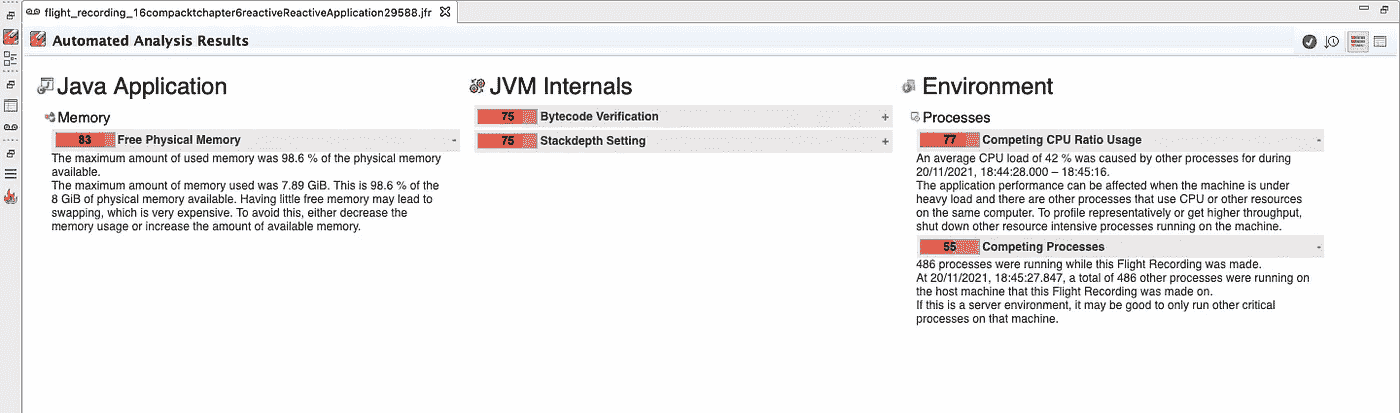 flight_recording_16compacktchapter6reactiveReactiveApplication29588.jfr
Automated Analysis Results
Java Application
Memory
83 Free Physical Memory -
The maximum amount of used memory was 98.6 % of the physical memory
available.
The maximum amount of memory used was 7.89 GiB. This is 98.6 % of the
8 GiB of physical memory available. Having little free memory may lead to
swapping, which is very expensive. To avoid this, either decrease the
memory usage or increase the amount of available memory.
JVM Internals
75 Bytecode Verification +
75 Stackdepth Setting +
Environment
Processes
77 Competing CPU Ratio Usage -
An average CPU load of 42 % was caused by other processes for during
20/11/2021, 18:44:28.000 – 18:45:16.
The application performance can be affected when the machine is under
heavy load and there are other processes that use CPU or other resources
on the same computer. To profile representatively or get higher throughput,
shut down other resource intensive processes running on the machine.
55 Competing Processes -
486 processes were running while this Flight Recording was made.
At 20/11/2021, 18:45:27.847, a total of 486 other processes were running on
the host machine that this Flight Recording was made on.
If this is a server environment, it may be good to only run other critical
processes on that machine.